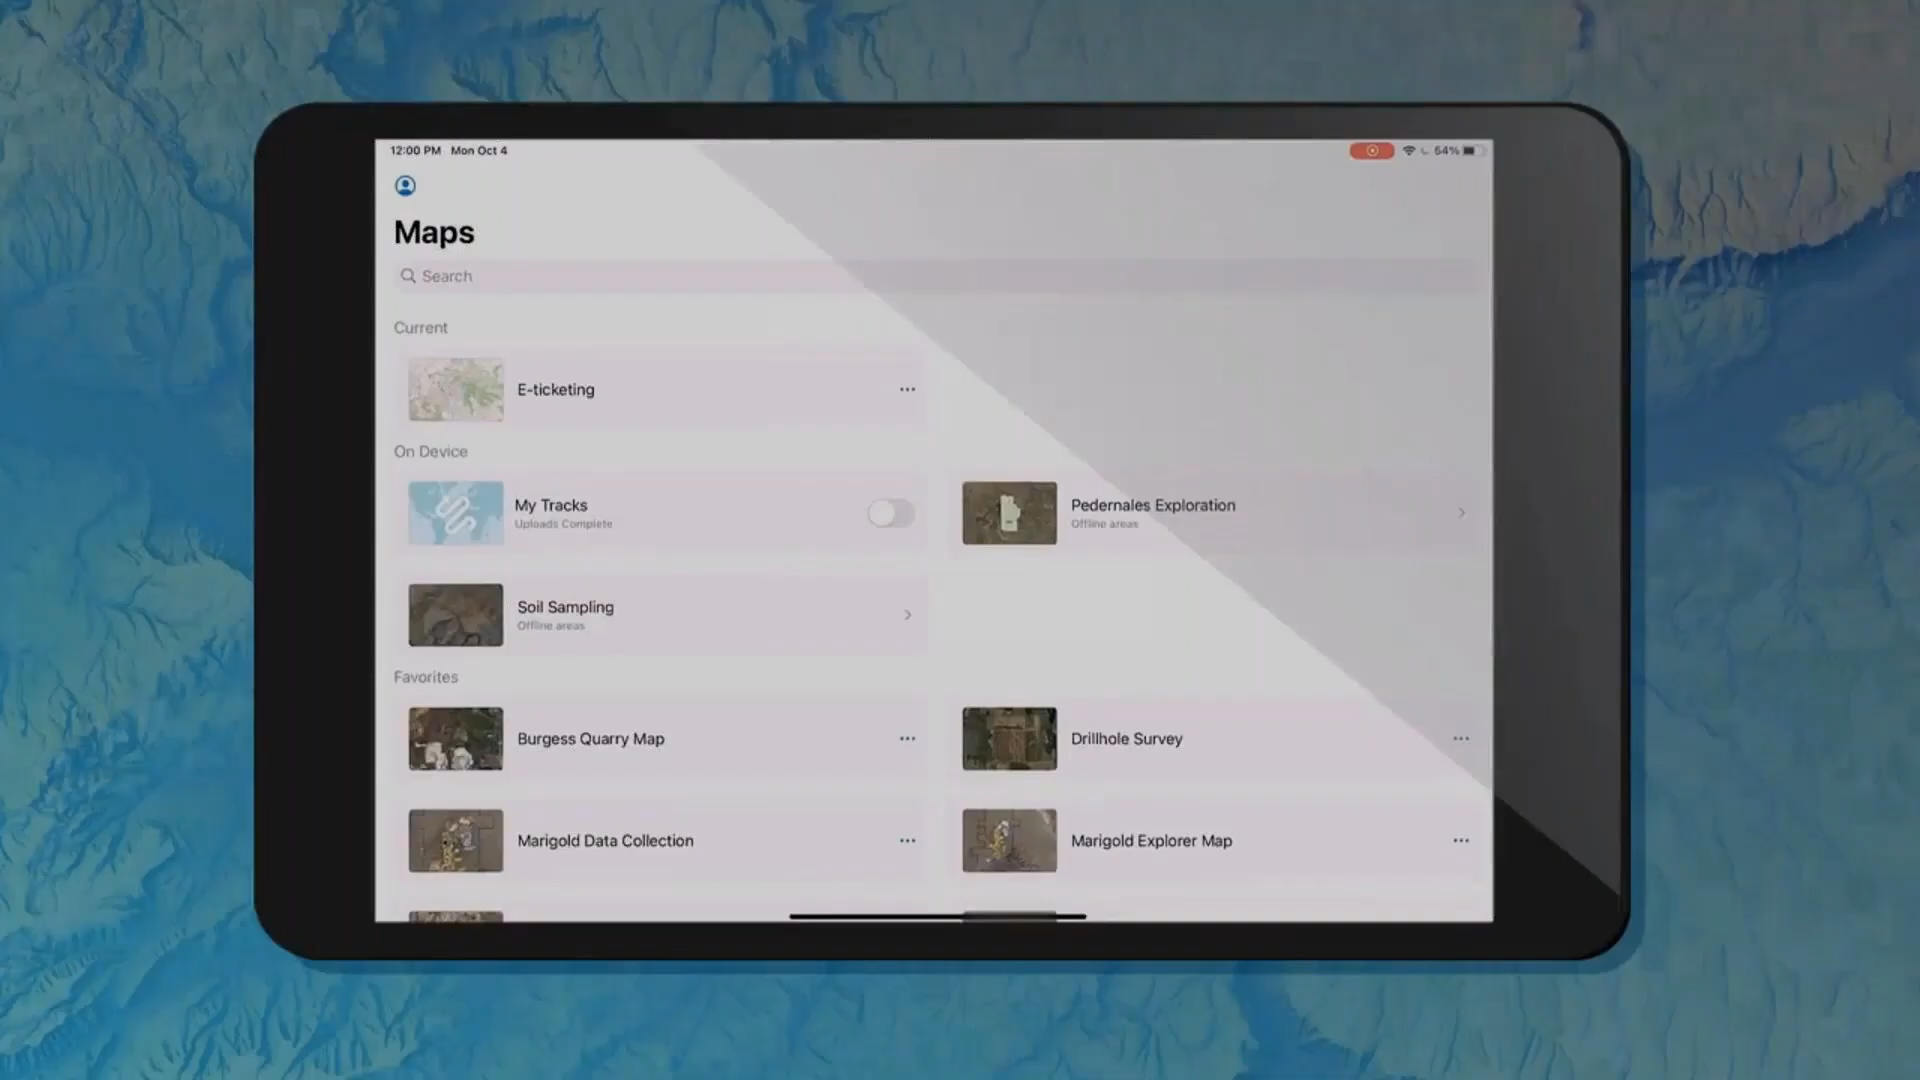 12:00 PM Mon Oct 4
54%
Maps
Search
Current
E-ticketing
On Device
My Tracks
Uploads Complete
Pedernales Exploration
Offline areas
Soil Sampling
Offline areas
Favorites
Burgess Quarry Map
Drillhole Survey
Marigold Data Collection
Marigold Explorer Map